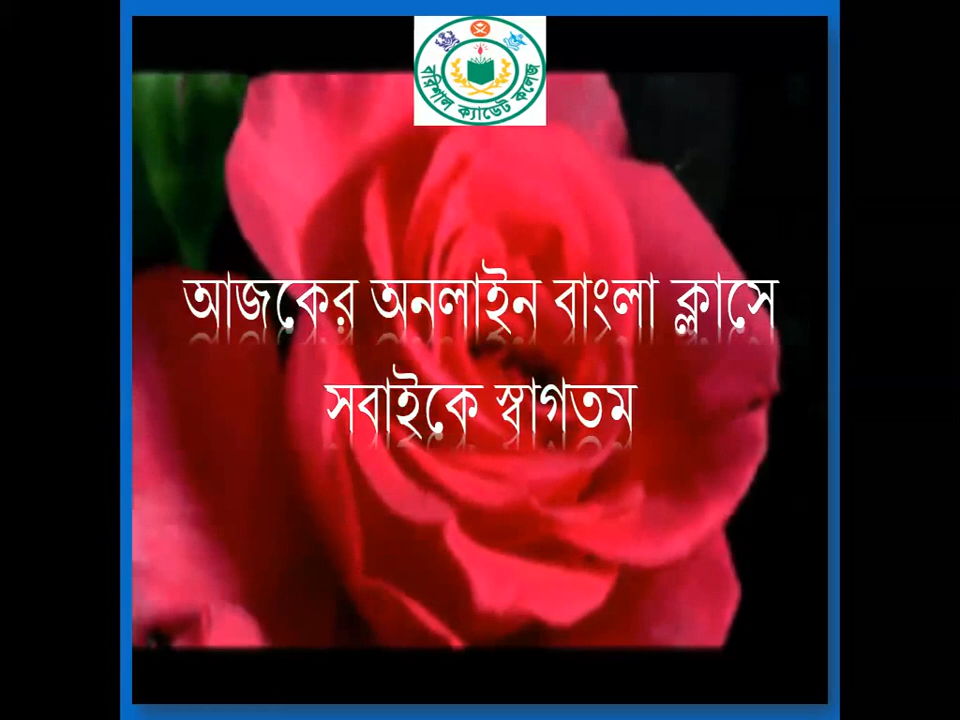 বরিশাল ক্যাডেট কলেজ
আজকের অনলাইন বাংলা ক্লাসে
সবাইকে স্বাগতম